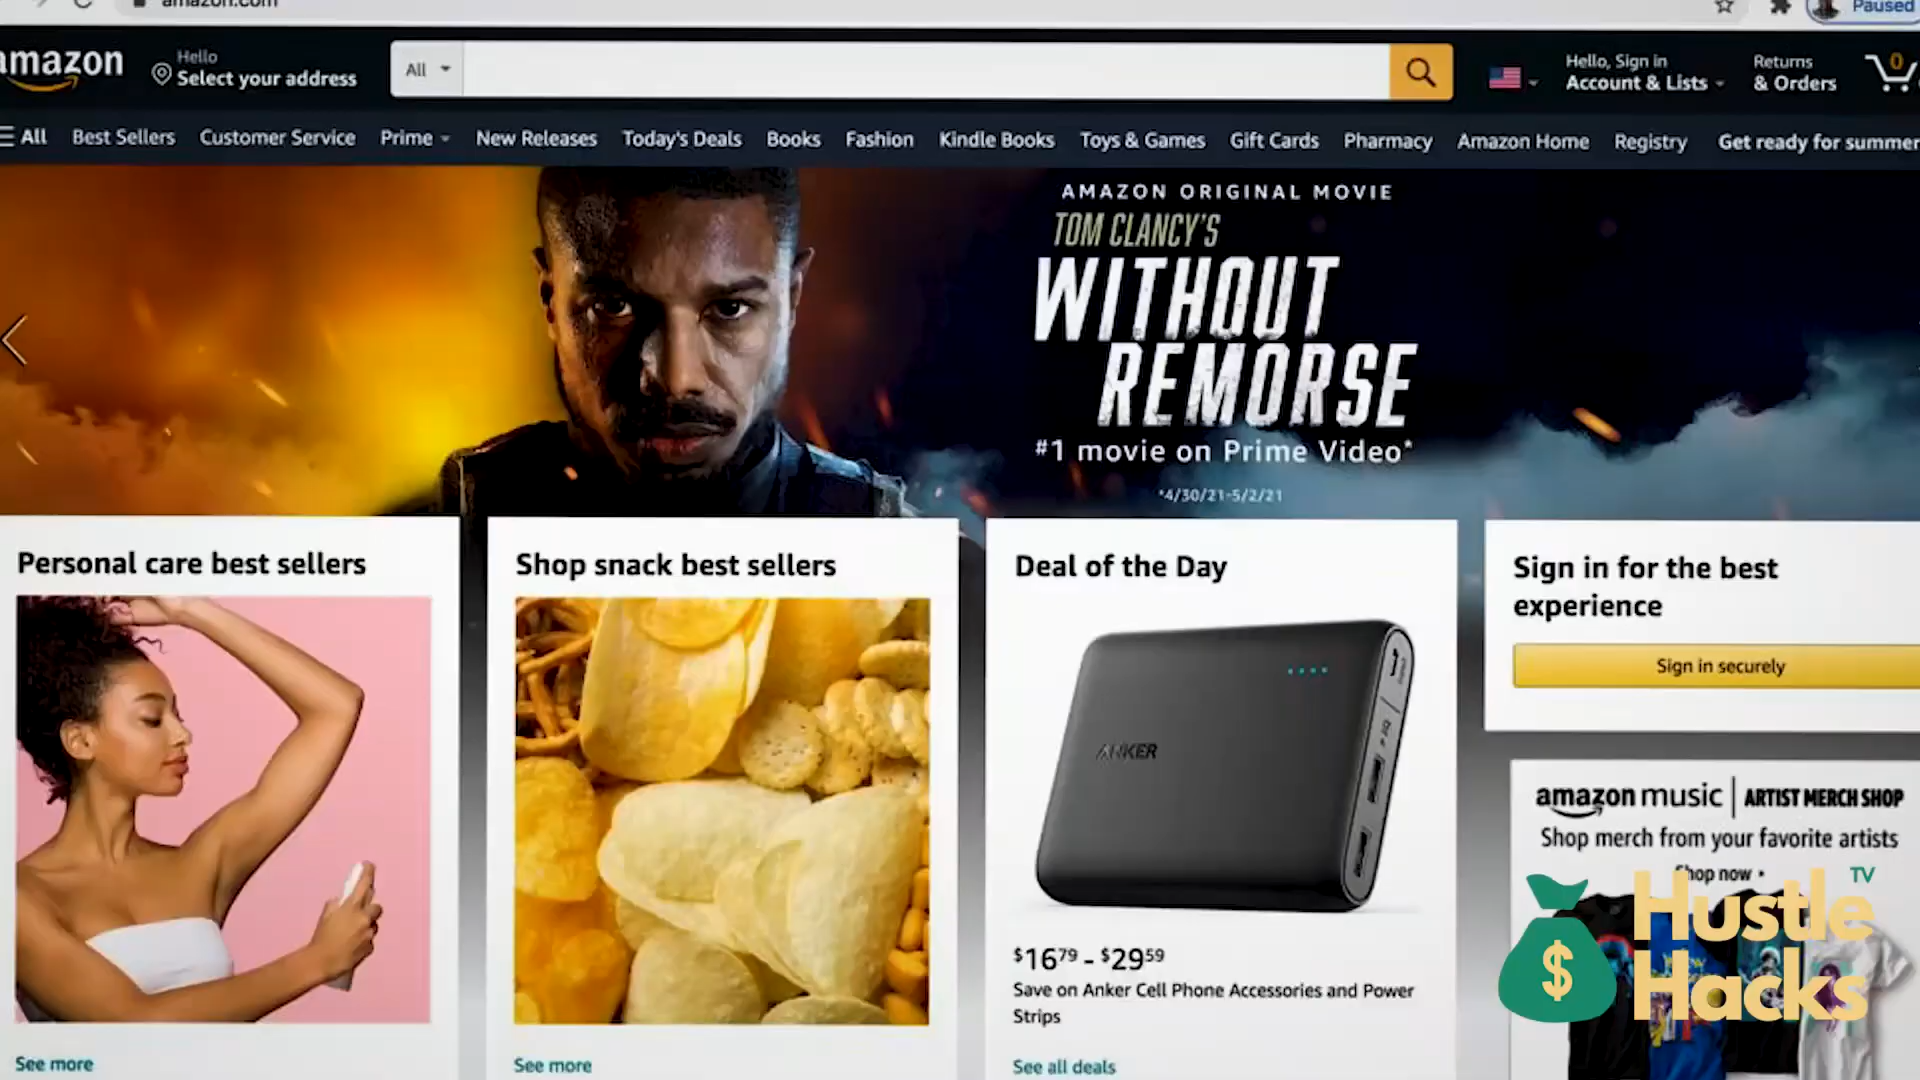 amazon.com
Paused
amazon
Hello
Select your address
All
Hello, Sign in
Account & Lists
Returns
& Orders
0
All
Best Sellers
Customer Service
Prime
New Releases
Today's Deals
Books
Fashion
Kindle Books
Toys & Games
Gift Cards
Pharmacy
Amazon Home
Registry
Get ready for summer
AMAZON ORIGINAL MOVIE
TOM CLANCY'S
WITHOUT
REMORSE
#1 movie on Prime Video*
*4/30/21-5/2/21
Personal care best sellers
See more
Shop snack best sellers
See more
Deal of the Day
ANKER
$1679 - $2959
Save on Anker Cell Phone Accessories and Power
Strips
See all deals
Sign in for the best
experience
Sign in securely
amazon music | ARTIST MERCH SHOP
Shop merch from your favorite artists
Shop now
TV
Hustle
Hacks
$